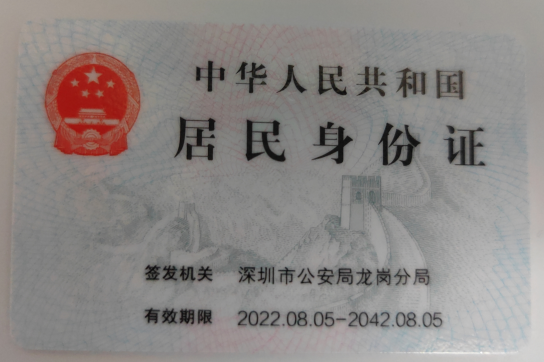 中华人民共和国
居民身份证
签发机关 深圳市公安局龙岗分局
有效期限 2022.08.05-2042.08.05